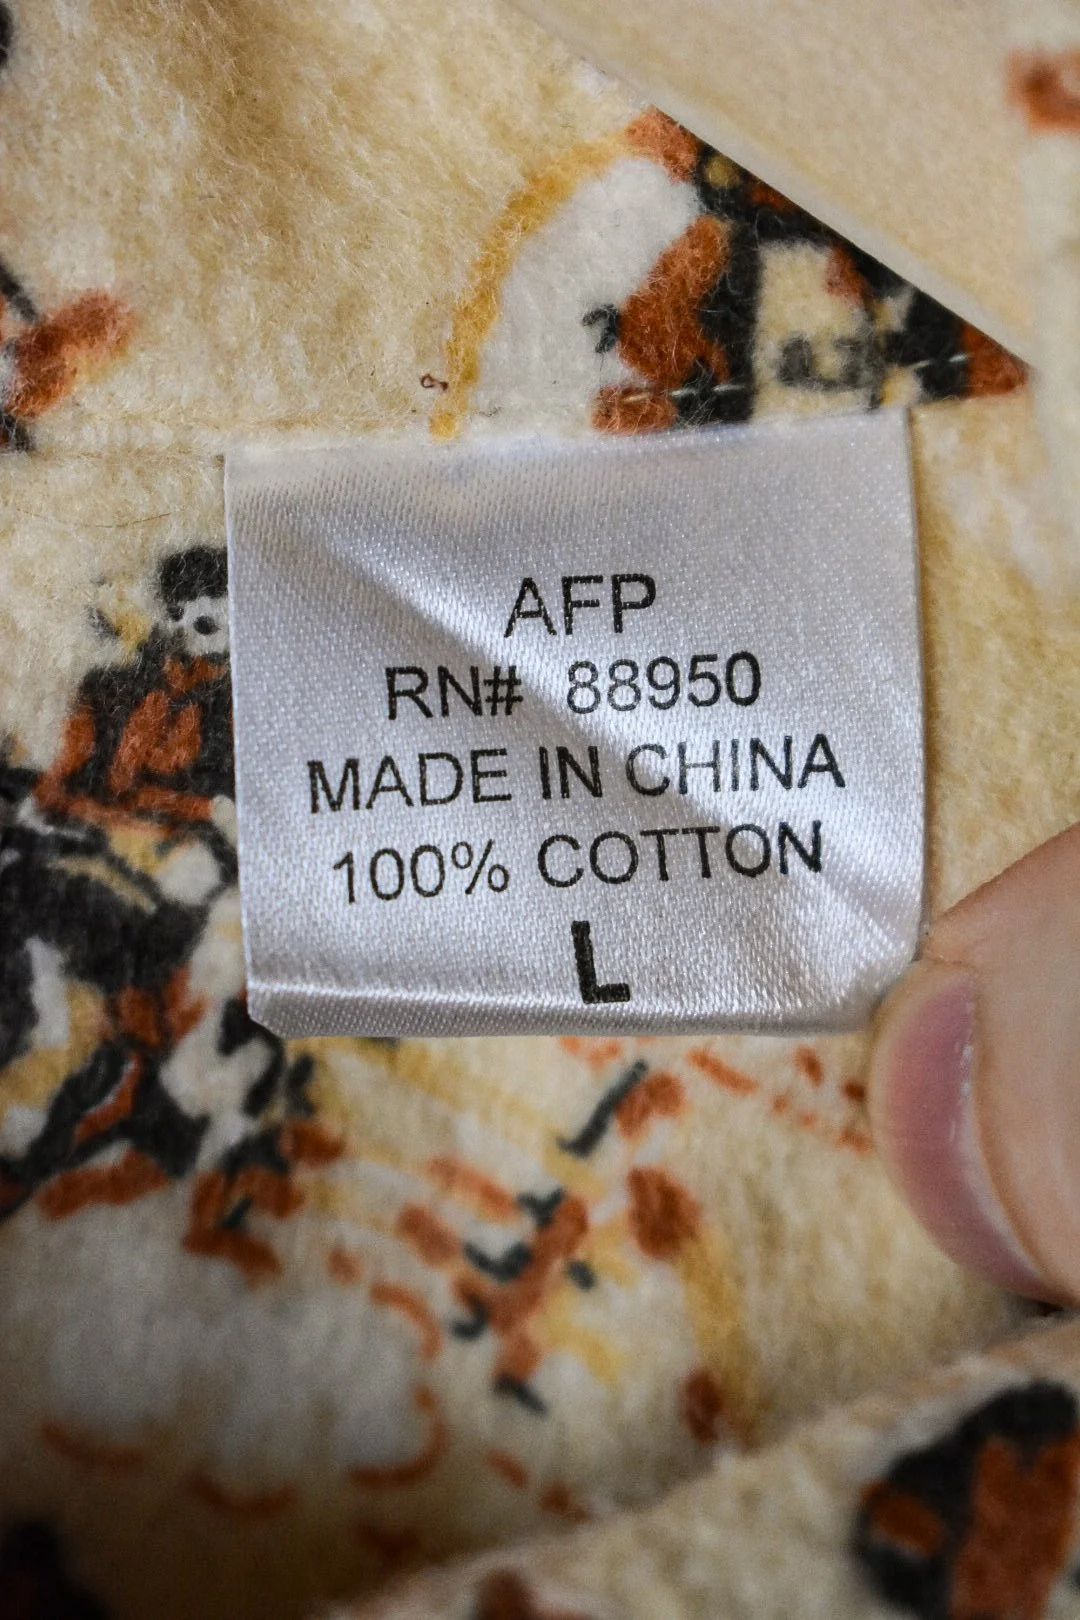 AFP
RN# 88950
MADE IN CHINA
100% COTTON
L